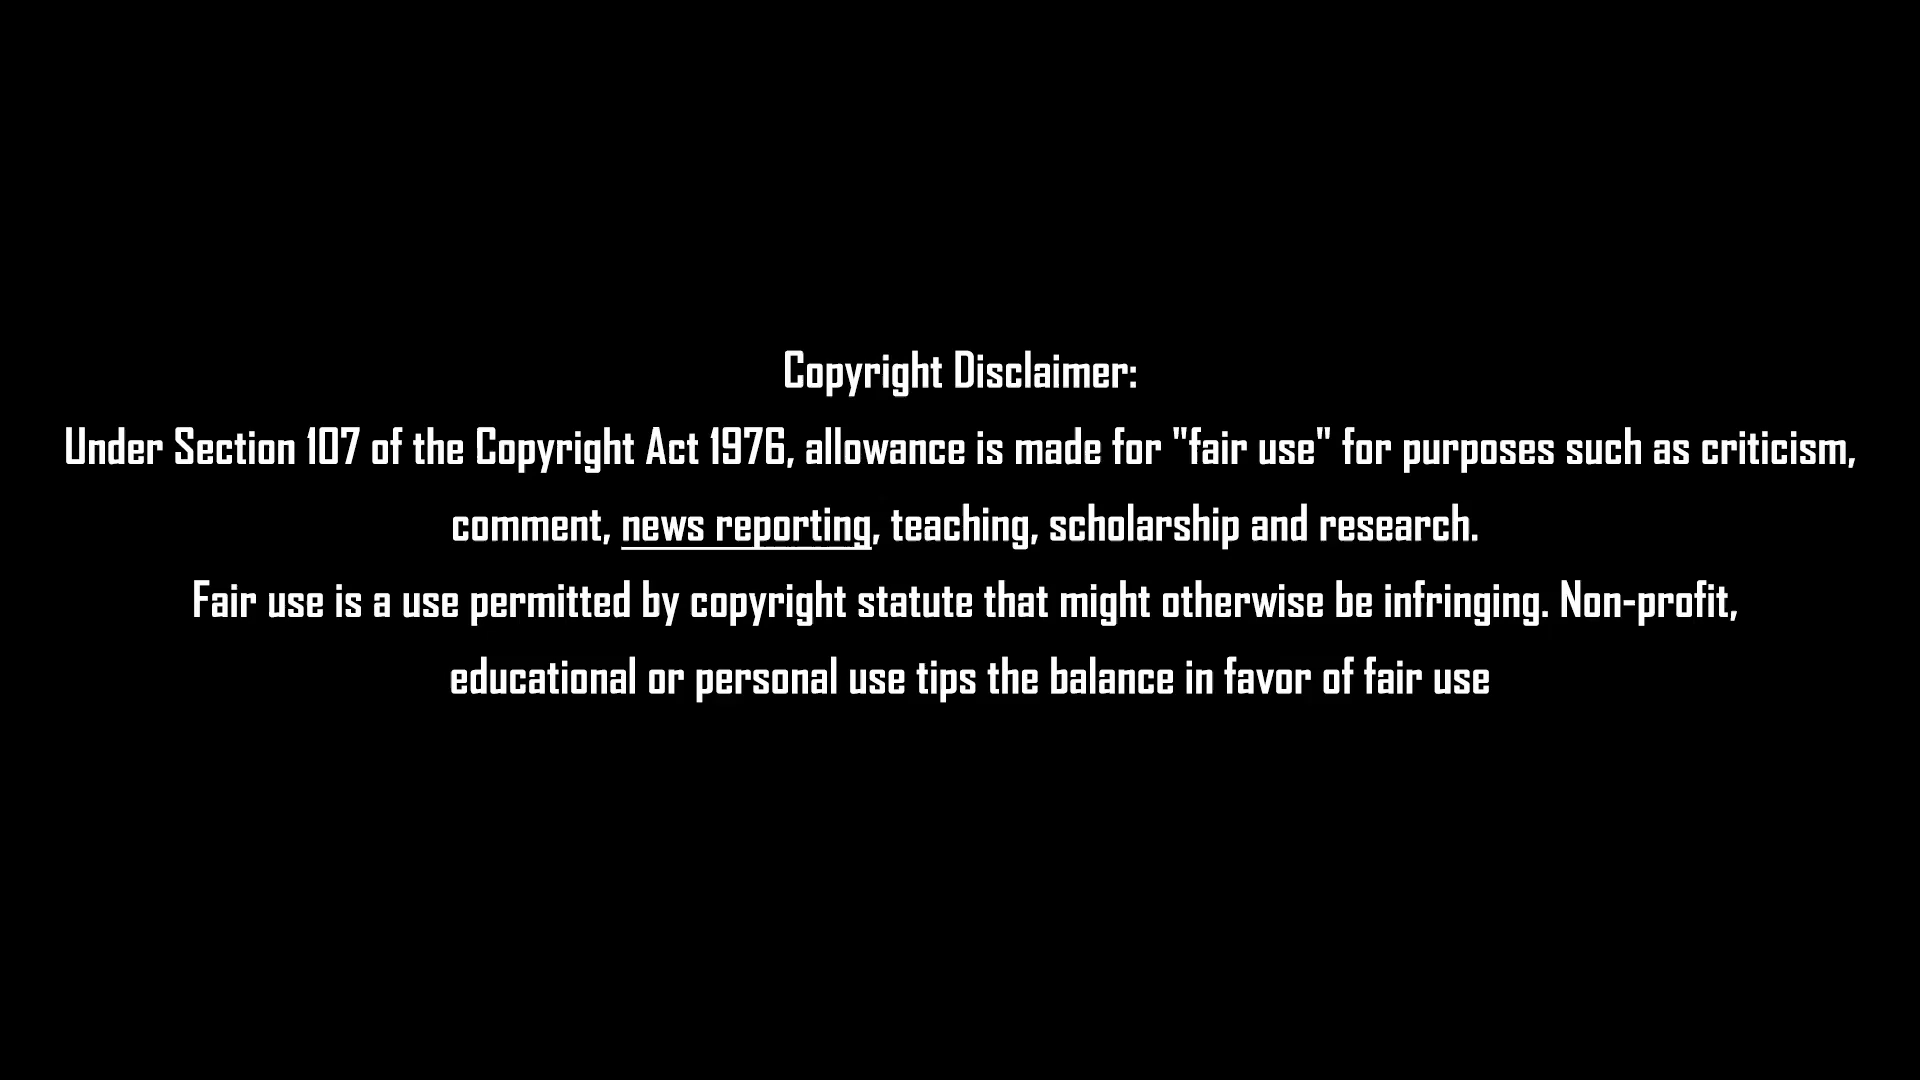 Copyright Disclaimer:
Under Section 107 of the Copyright Act 1976, allowance is made for "fair use" for purposes such as criticism,
comment, news reporting, teaching, scholarship and research.
Fair use is a use permitted by copyright statute that might otherwise be infringing. Non-profit,
educational or personal use tips the balance in favor of fair use